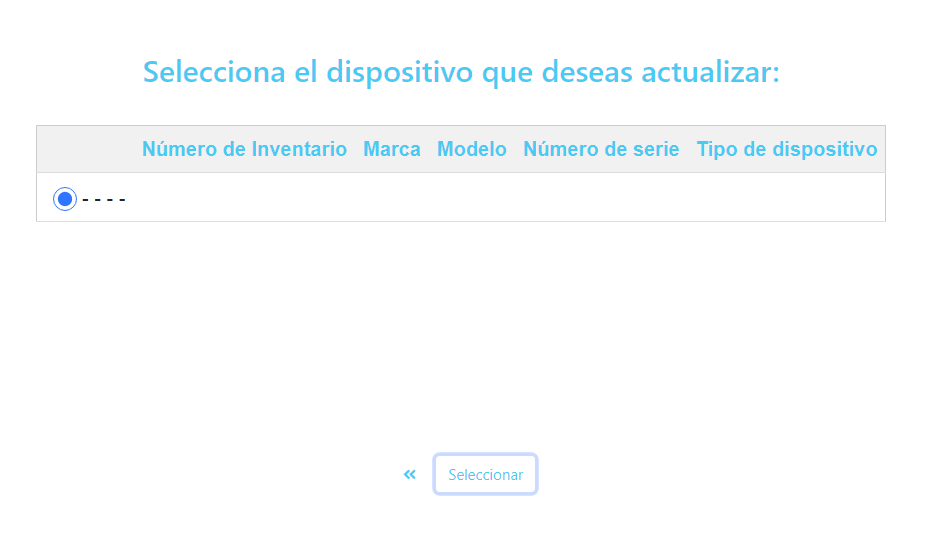 Selecciona el dispositivo que deseas actualizar:
Número de Inventario Marca Modelo Número de serie Tipo de dispositivo
- - - -
« Seleccionar